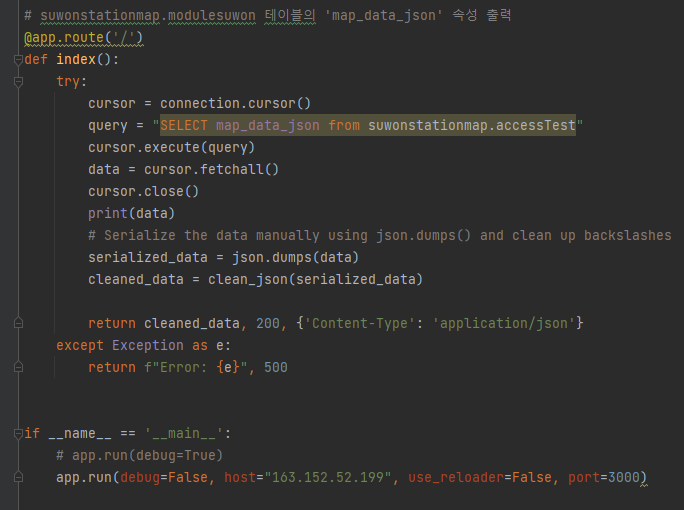 # suwonstationmap.modulesuwon 테이블의 'map_data_json' 속성 출력
@app.route('/')
def index():
    try:
        cursor = connection.cursor()
        query = "SELECT map_data_json from suwonstationmap.accessTest"
        cursor.execute(query)
        data = cursor.fetchall()
        cursor.close()
        print(data)
        # Serialize the data manually using json.dumps() and clean up backslashes
        serialized_data = json.dumps(data)
        cleaned_data = clean_json(serialized_data)

        return cleaned_data, 200, {'Content-Type': 'application/json'}
    except Exception as e:
        return f"Error: {e}", 500


if __name__ == '__main__':
    # app.run(debug=True)
    app.run(debug=False, host="163.152.52.199", use_reloader=False, port=3000)